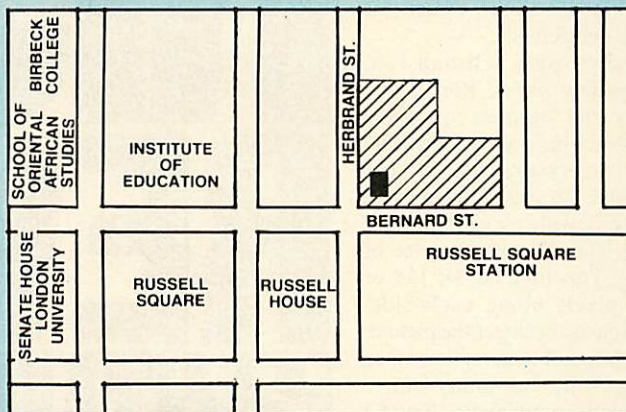 SCHOOL OF
ORIENTAL
AFRICAN
STUDIES
BIRBECK
COLLEGE
INSTITUTE
OF
EDUCATION
HERBRAND ST.
BERNARD ST.
SENATE HOUSE
LONDON
UNIVERSITY
RUSSELL
SQUARE
RUSSELL
HOUSE
RUSSELL SQUARE
STATION